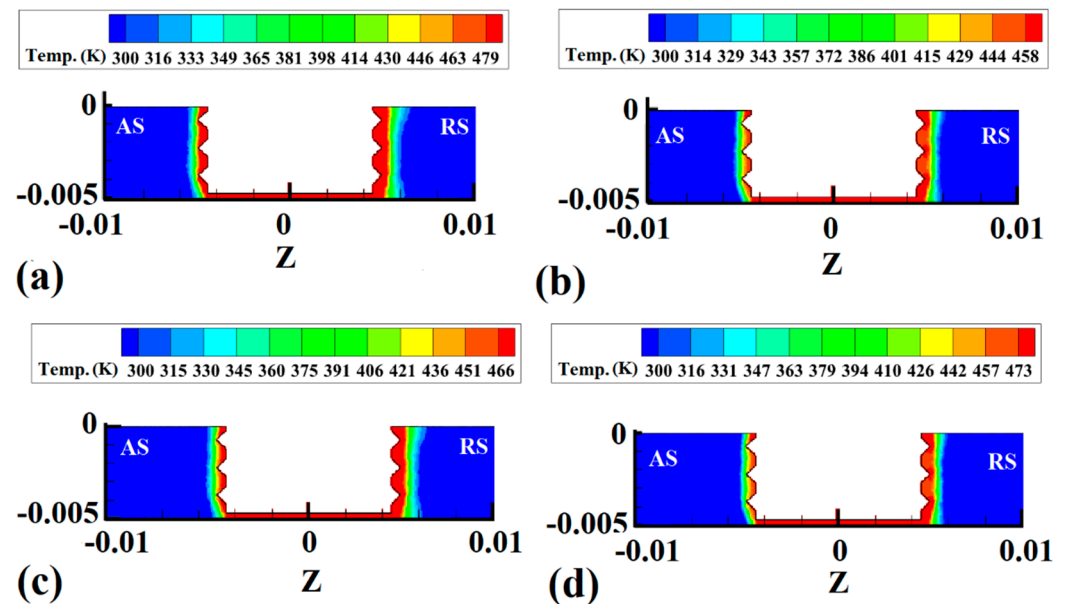 Temp. (K) 300 316 333 349 365 381 398 414 430 446 463 479
0
AS RS
-0.005
-0.01 0 0.01
Z
(a)
Temp. (K) 300 314 329 343 357 372 386 401 415 429 444 458
0
AS RS
-0.005
-0.01 0 0.01
Z
(b)
Temp. (K) 300 315 330 345 360 375 391 406 421 436 451 466
0
AS RS
-0.005
-0.01 0 0.01
Z
(c)
Temp. (K) 300 316 331 347 363 379 394 410 426 442 457 473
0
AS RS
-0.005
-0.01 0 0.01
Z
(d)